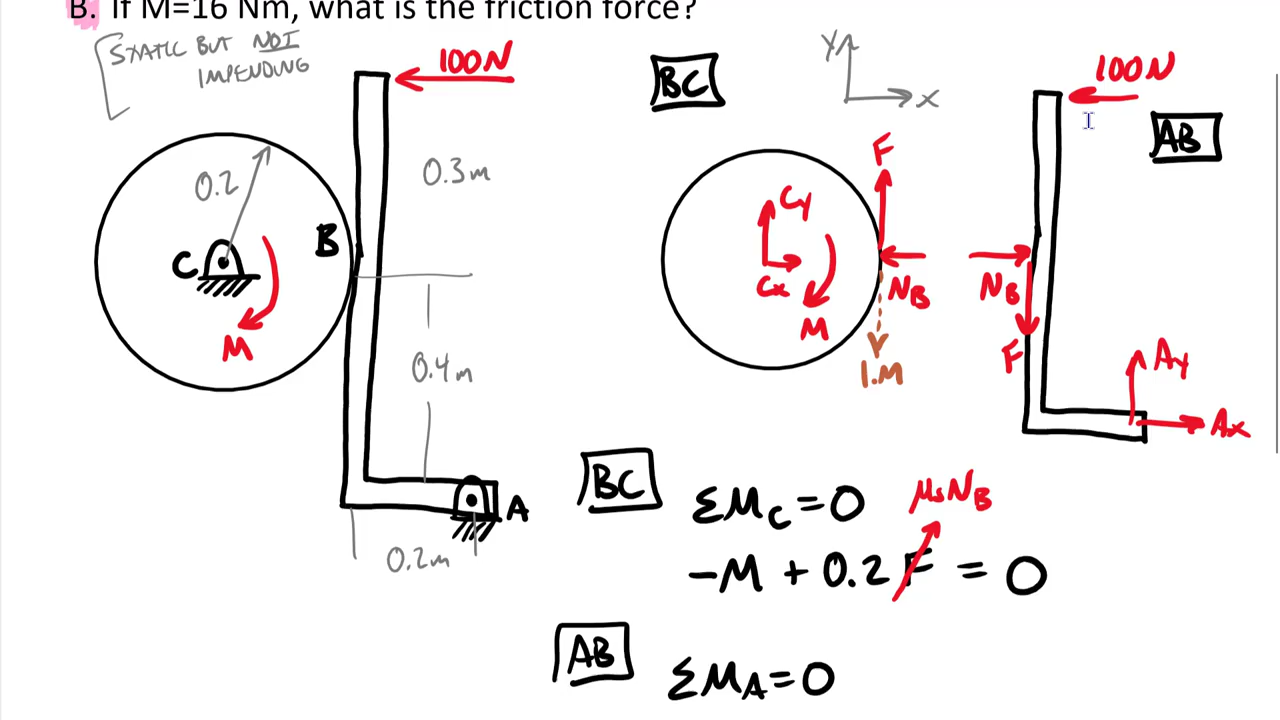 B. If M=16 Nm, what is the friction force?
STATIC BUT NOT
IMPENDING
100N
0.2
0.3m
C
B
M
0.4m
A
0.2m
BC
Y
X
F
Cy
Cx
M
NB
1.M
100N
AB
NB
F
Ay
Ax
BC
ΣMC=0
μsNB
-M + 0.2 F = 0
AB
ΣMA=0